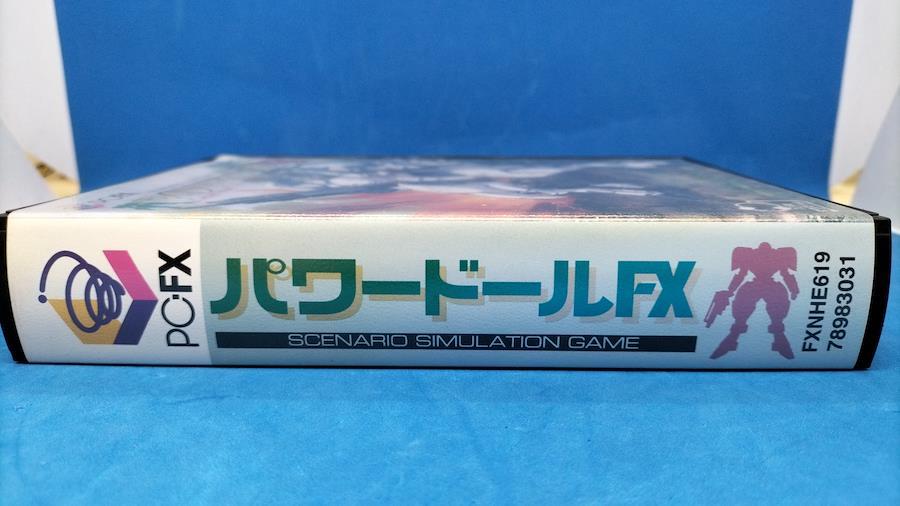 PC-FX
パワードールFX
SCENARIO SIMULATION GAME
FXNHE619
78983031